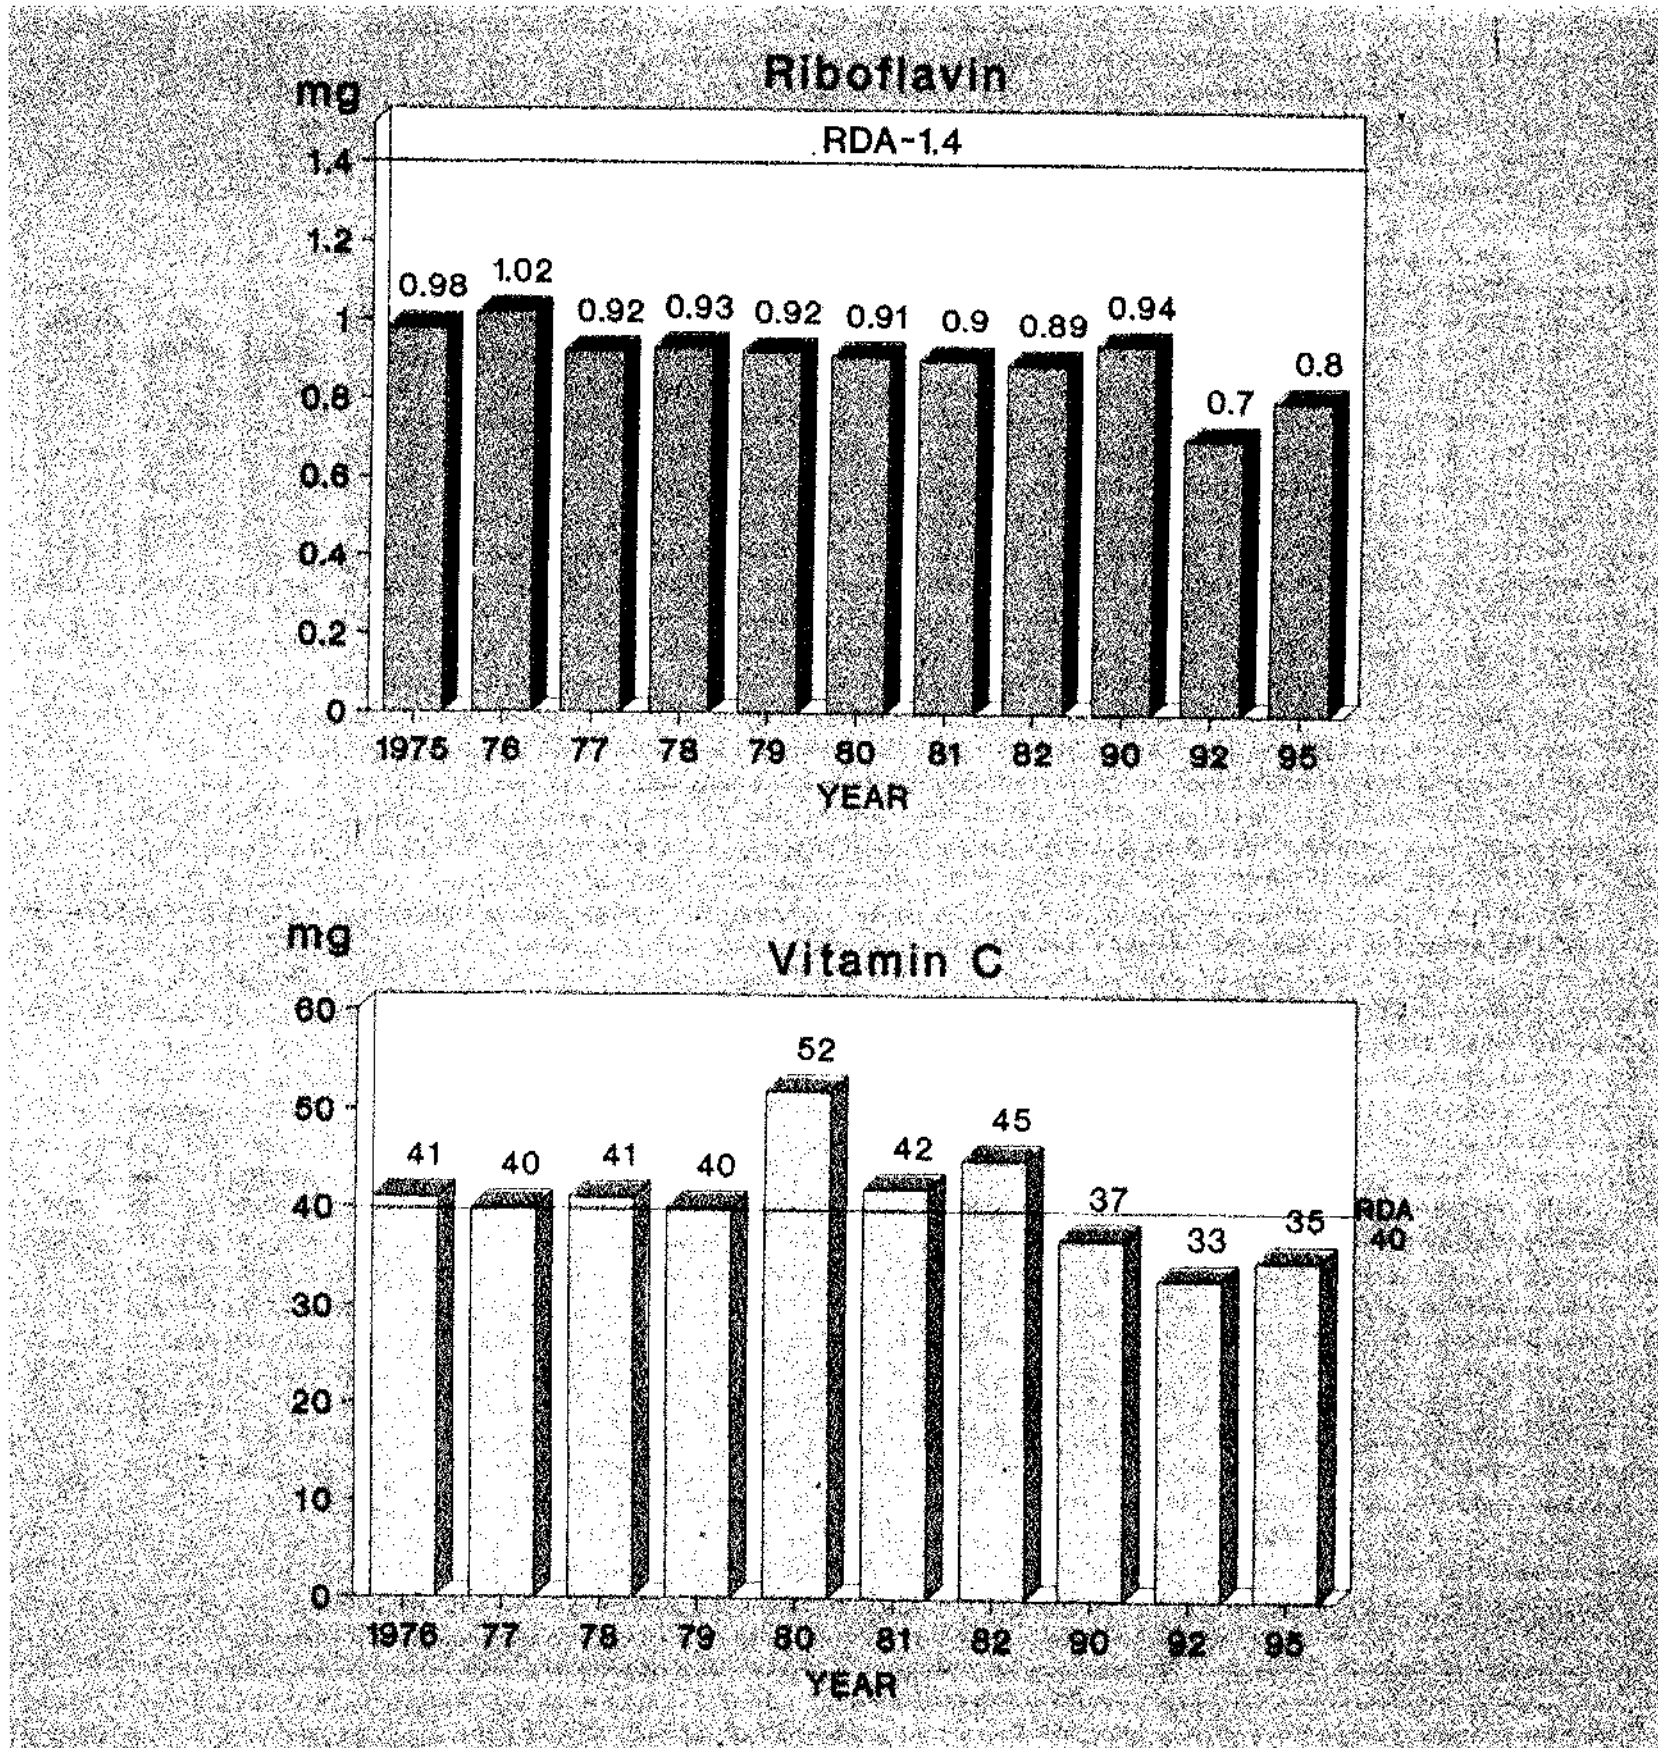 Riboflavin
mg
RDA-1.4
1.4
1.2
1
0.8
0.6
0.4
0.2
0
0.98 1.02 0.92 0.93 0.92 0.91 0.9 0.89 0.94 0.7 0.8
1975 76 77 78 79 80 81 82 90 92 95
YEAR
mg
Vitamin C
60
50
40
30
20
10
0
41 40 41 40 52 42 45 37 33 35
RDA
40
1976 77 78 79 80 81 82 90 92 95
YEAR